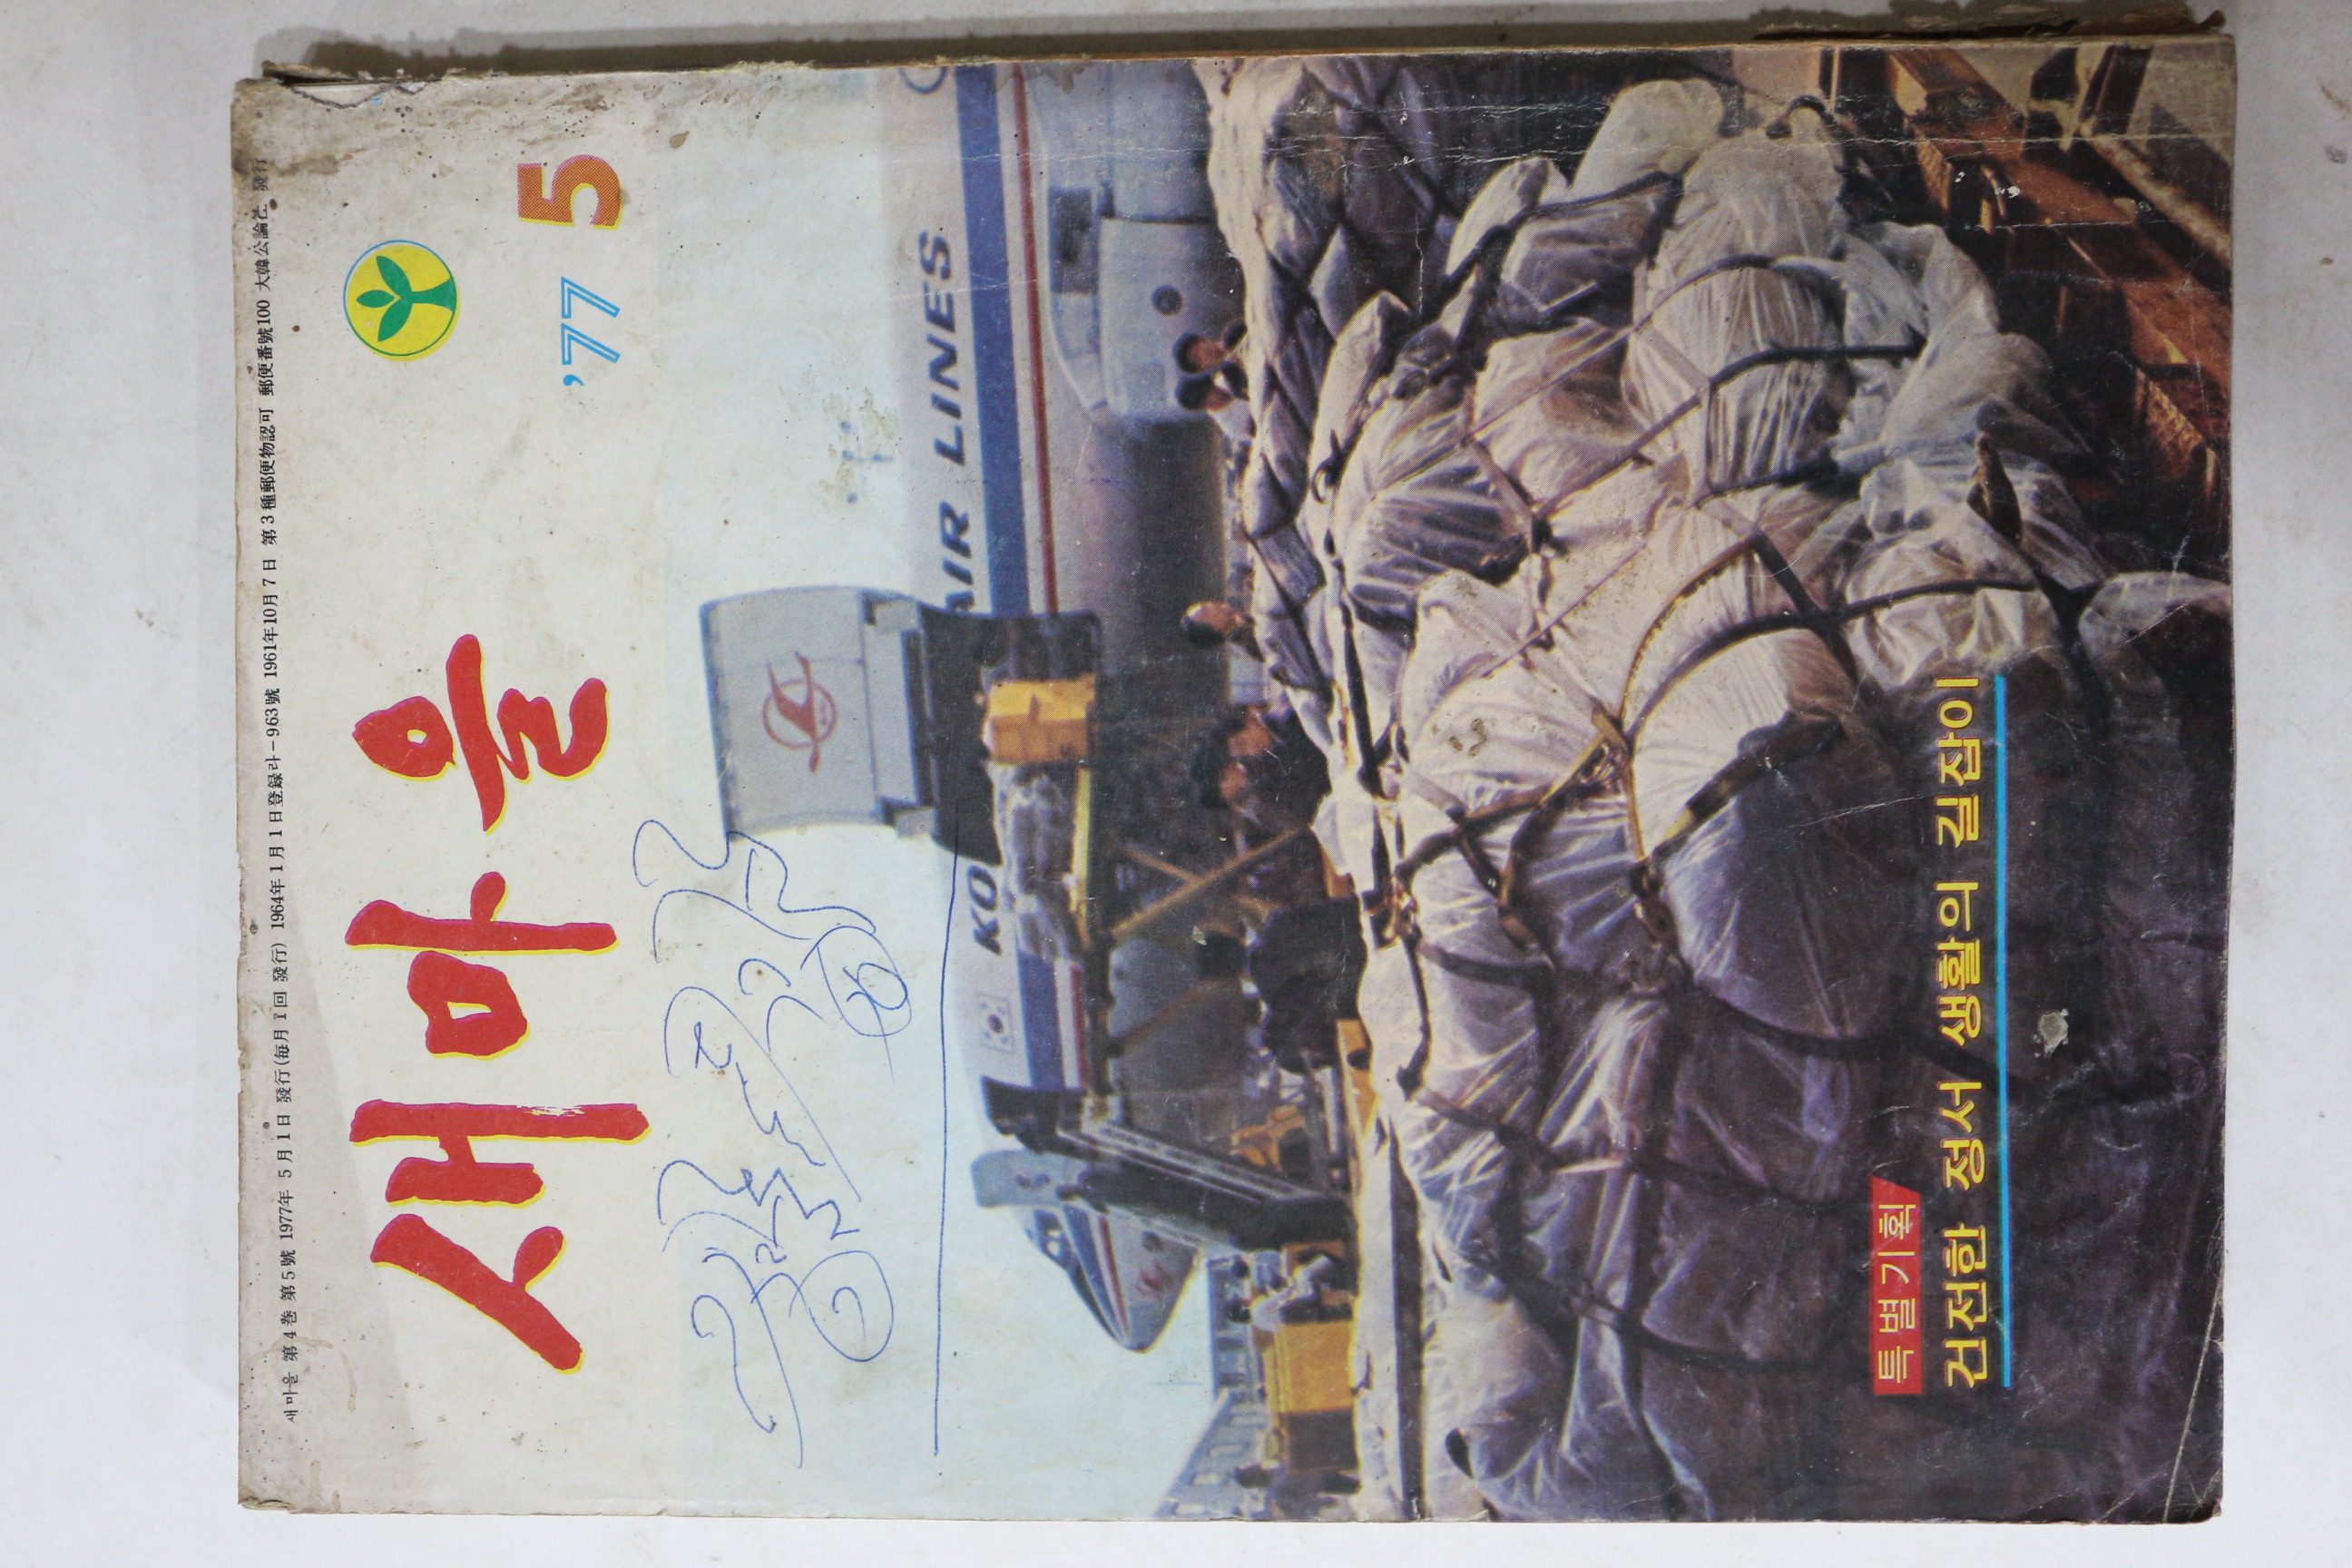 새마을 第4巻 第5號 1977年 5月1日 發行(毎月1回 發行) 1964年1月1日登録라-963號 1961年10月7日 第3種郵便物認可 郵便番號100 大韓公論社 發行
새마을
'77 5
KO AIR LINES
특별기획
건전한 정서 생활의 길잡이